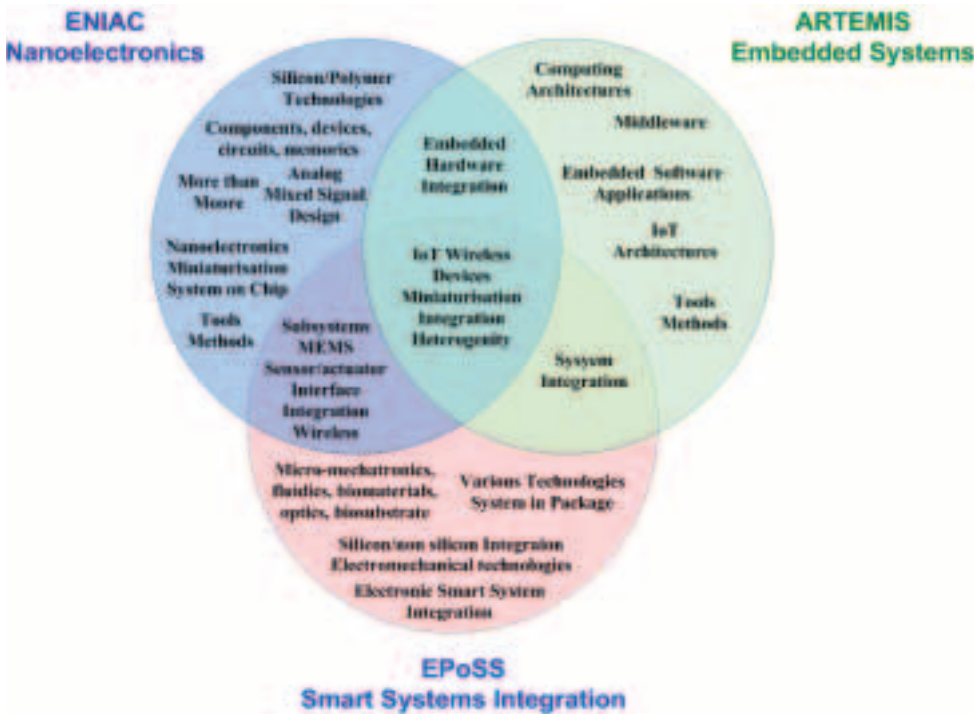 ENIAC
Nanoelectronics
ARTEMIS
Embedded Systems
Silicon/Polymer
Technologies
Components, devices,
circuits, memories
More than
Moore
Analog
Mixed Signal
Design
Nanoelectronics
Miniaturisation
System on Chip
Tools
Methods
Embedded
Hardware
Integration
IoT Wireless
Devices
Miniaturisation
Integration
Heterogenity
Computing
Architectures
Middleware
Embedded Software
Applications
IoT
Architectures
Tools
Methods
Subsystems
MEMS
Sensor/actuator
Interface
Integration
Wireless
Sysyem
Integration
Micro-mechatronics,
fluidics, biomaterials,
optics, biosubstrate
Various Technologies
System in Package
Silicon/non silicon Integraion
Electromechanical technologies
Electronic Smart System
Integration
EPoSS
Smart Systems Integration